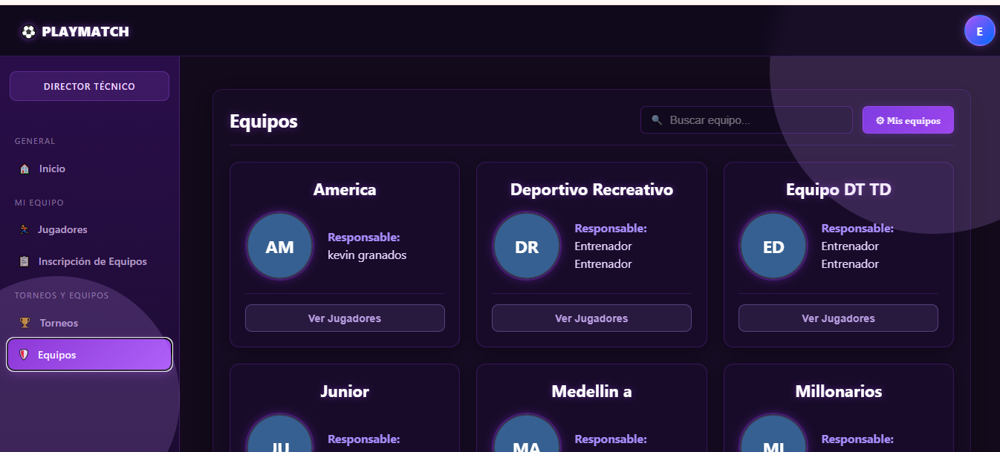 PLAYMATCH
E
DIRECTOR TÉCNICO
GENERAL
Inicio
MI EQUIPO
Jugadores
Inscripción de Equipos
TORNEOS Y EQUIPOS
Torneos
Equipos
Equipos
Buscar equipo...
Mis equipos
America
AM
Responsable:
kevin granados
Ver Jugadores
Deportivo Recreativo
DR
Responsable:
Entrenador
Entrenador
Ver Jugadores
Equipo DT TD
ED
Responsable:
Entrenador
Entrenador
Ver Jugadores
Junior
JU
Responsable:
Medellin a
MA
Responsable:
Millonarios
MI
Responsable: